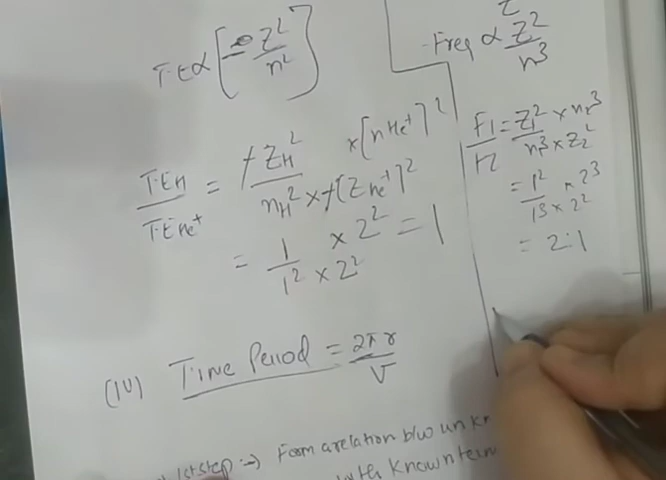 T.E ∝ [-Z²/n²]
T.E H / T.E He⁺ = -Z_H² × [n He⁺]² / n_H² × -[Z He⁺]²
= 1 × 2² / 1² × 2² = 1
(IV) Time Period = 2πr / V
1st step :→ Form a relation b/w
with known term
Z
Freq ∝ Z²/n³
F1/F2 = Z₁² × n₂³ / n₁³ × Z₂²
= 1² × 2³ / 1³ × 2²
= 2:1